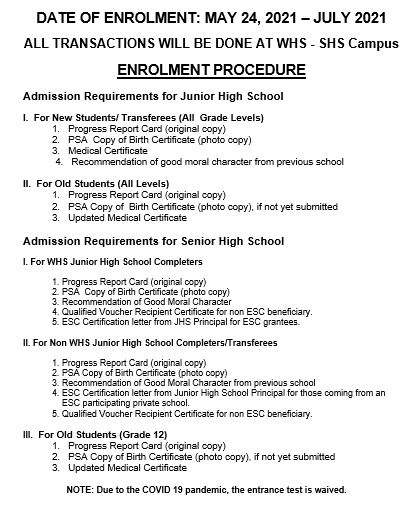 DATE OF ENROLMENT: MAY 24, 2021 – JULY 2021
ALL TRANSACTIONS WILL BE DONE AT WHS - SHS Campus
ENROLMENT PROCEDURE
Admission Requirements for Junior High School
I. For New Students/ Transferees (All Grade Levels)
1. Progress Report Card (original copy)
2. PSA Copy of Birth Certificate (photo copy)
3. Medical Certificate
4. Recommendation of good moral character from previous school
II. For Old Students (All Levels)
1. Progress Report Card (original copy)
2. PSA Copy of Birth Certificate (photo copy), if not yet submitted
3. Updated Medical Certificate
Admission Requirements for Senior High School
I. For WHS Junior High School Completers
1. Progress Report Card (original copy)
2. PSA Copy of Birth Certificate (photo copy)
3. Recommendation of Good Moral Character
4. Qualified Voucher Recipient Certificate for non ESC beneficiary.
5. ESC Certification letter from JHS Principal for ESC grantees.
II. For Non WHS Junior High School Completers/Transferees
1. Progress Report Card (original copy)
2. PSA Copy of Birth Certificate (photo copy)
3. Recommendation of Good Moral Character from previous school
4. ESC Certification letter from Junior High School Principal for those coming from an
ESC participating private school.
5. Qualified Voucher Recipient Certificate for non ESC beneficiary.
III. For Old Students (Grade 12)
1. Progress Report Card (original copy)
2. PSA Copy of Birth Certificate (photo copy), if not yet submitted
3. Updated Medical Certificate
NOTE: Due to the COVID 19 pandemic, the entrance test is waived.